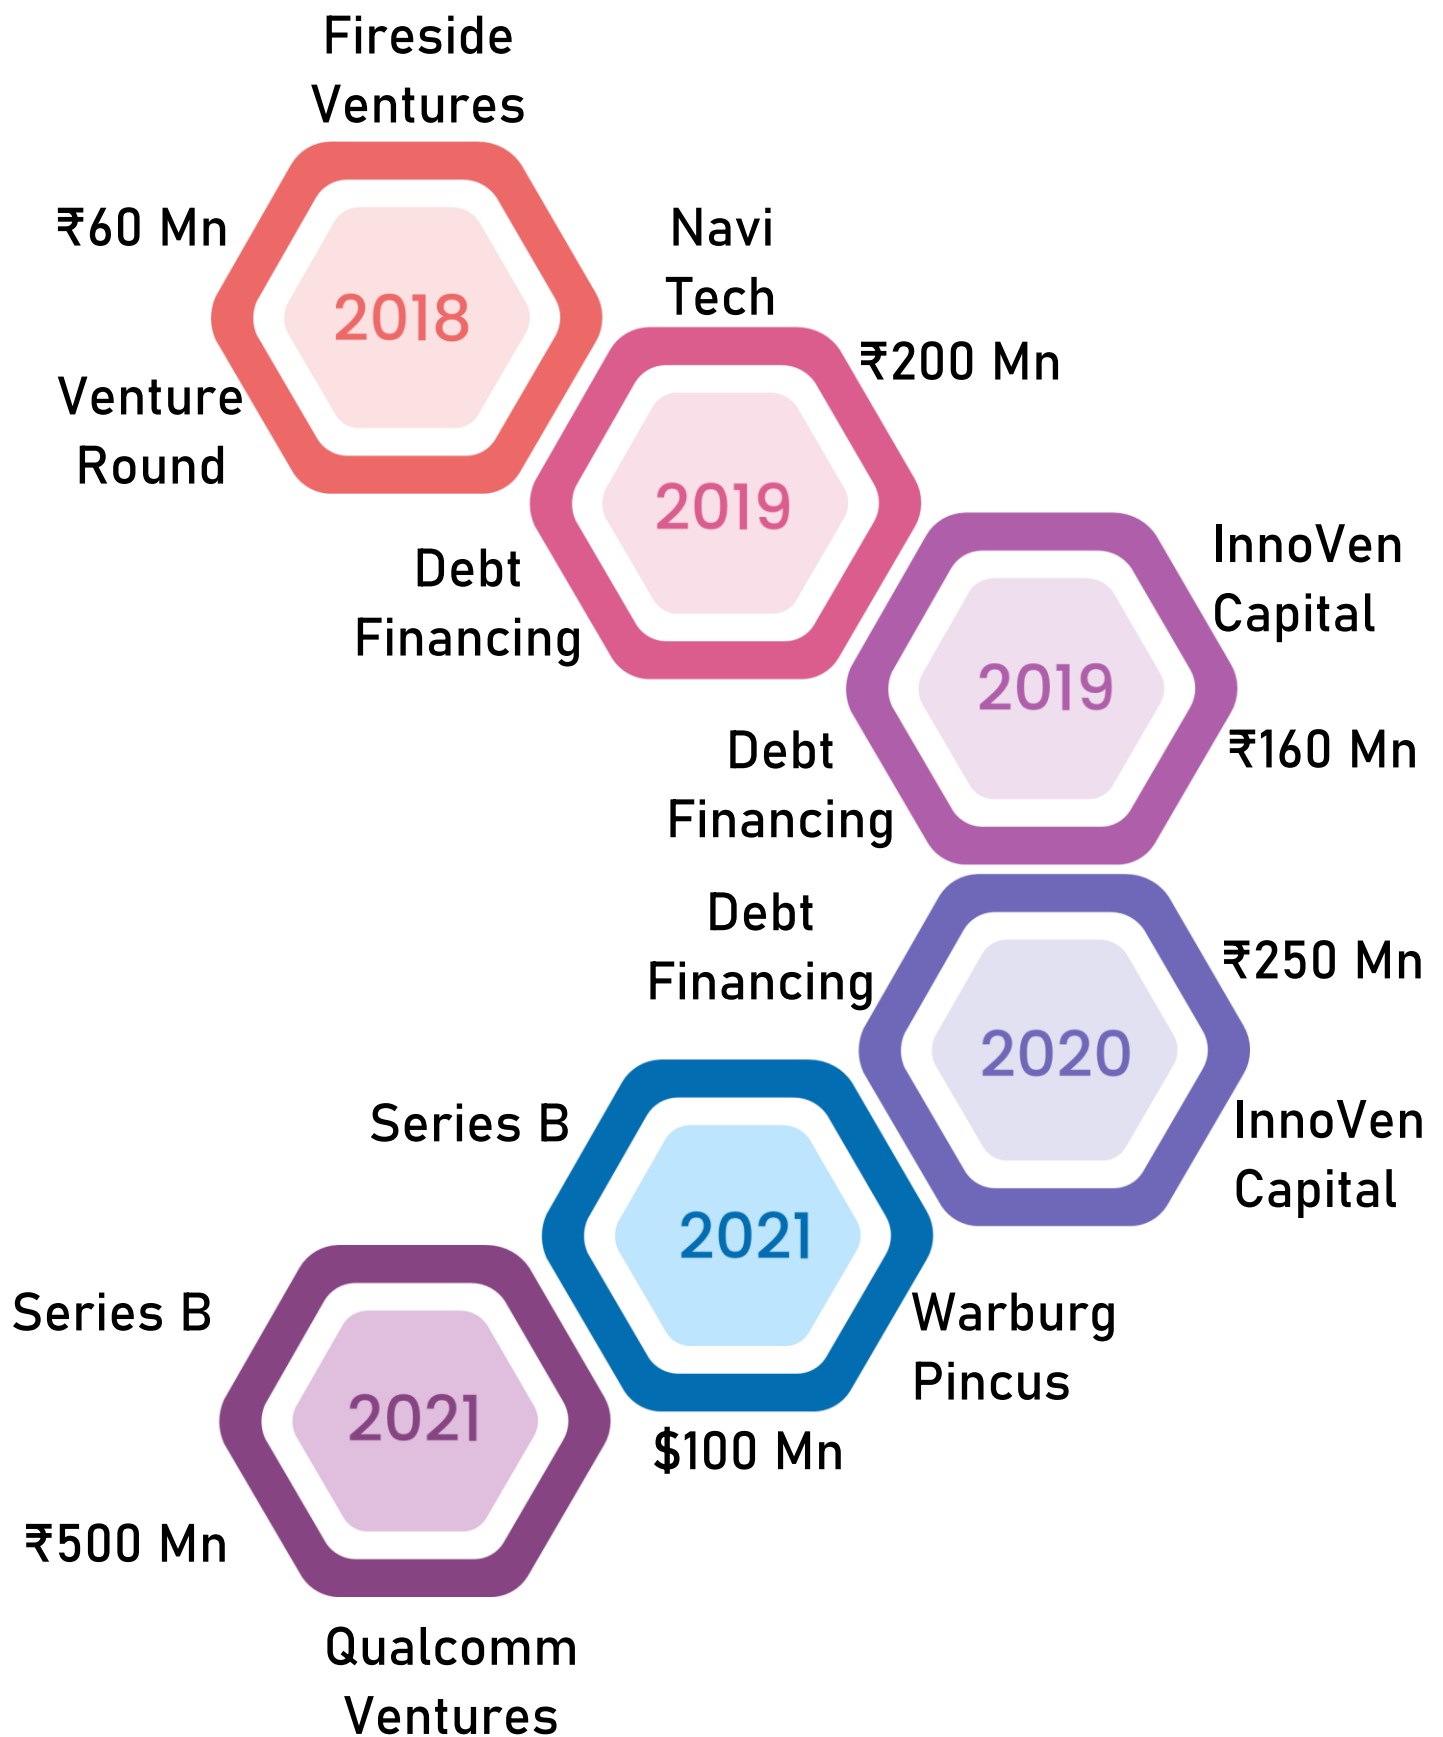 Fireside
Ventures
₹60 Mn
2018
Venture
Round
Navi
Tech
₹200 Mn
2019
Debt
Financing
InnoVen
Capital
2019
₹160 Mn
Debt
Financing
Debt
Financing
₹250 Mn
2020
InnoVen
Capital
Series B
2021
Warburg
Pincus
$100 Mn
Series B
2021
₹500 Mn
Qualcomm
Ventures